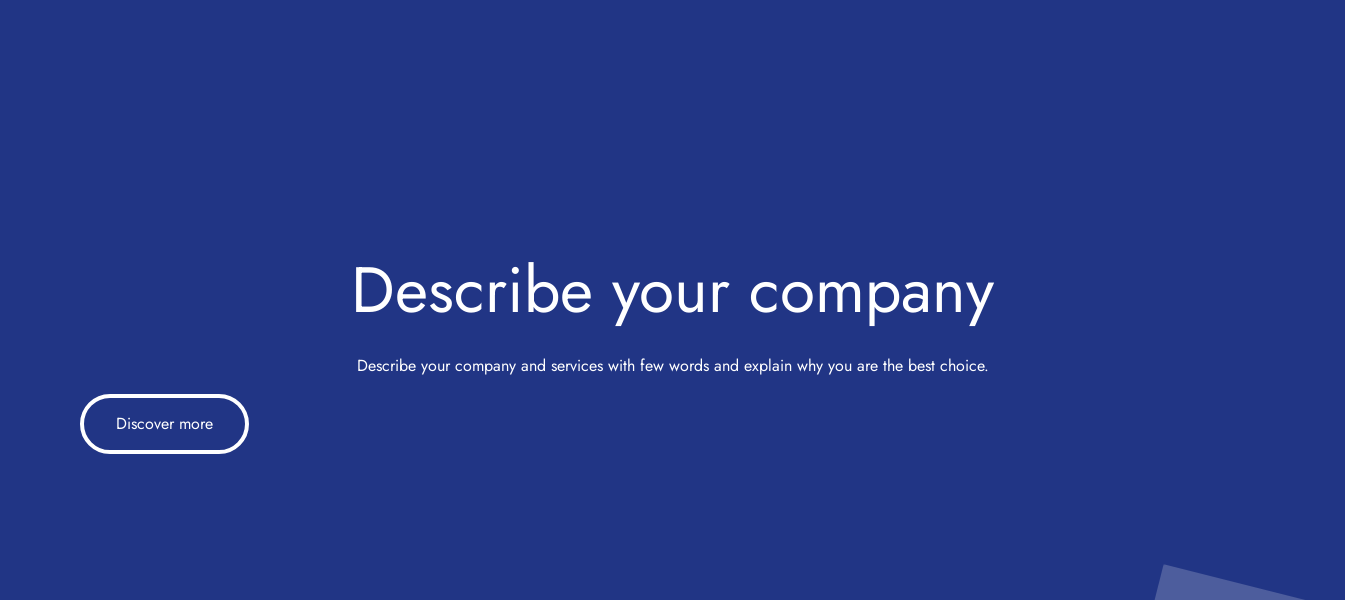 Describe your company
Describe your company and services with few words and explain why you are the best choice.
Discover more